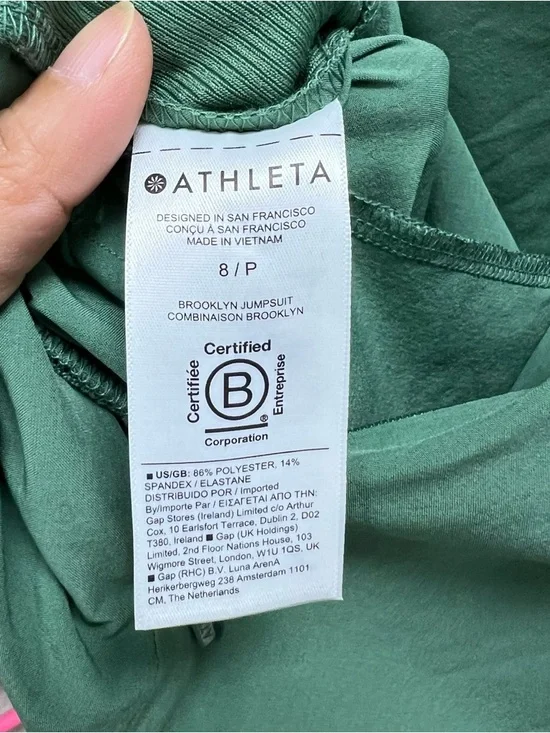 ATHLETA
DESIGNED IN SAN FRANCISCO
CONÇU À SAN FRANCISCO
MADE IN VIETNAM
8 / P
BROOKLYN JUMPSUIT
COMBINAISON BROOKLYN
Certified
Certifiée
B
Entreprise
®
Corporation
■ US/GB: 86% POLYESTER, 14%
SPANDEX / ELASTANE
DISTRIBUIDO POR / Imported
By/Importe Par / ΕΙΣΑΓΕΤΑΙ ΑΠΟ ΤΗΝ:
Gap Stores (Ireland) Limited c/o Arthur
Cox, 10 Earlsfort Terrace, Dublin 2, D02
T380, Ireland ■ Gap (UK Holdings)
Limited, 2nd Floor Nations House, 103
Wigmore Street, London, W1U 1QS, UK
■ Gap (RHC) B.V. Luna ArenA
Herikerbergweg 238 Amsterdam 1101
CM, The Netherlands